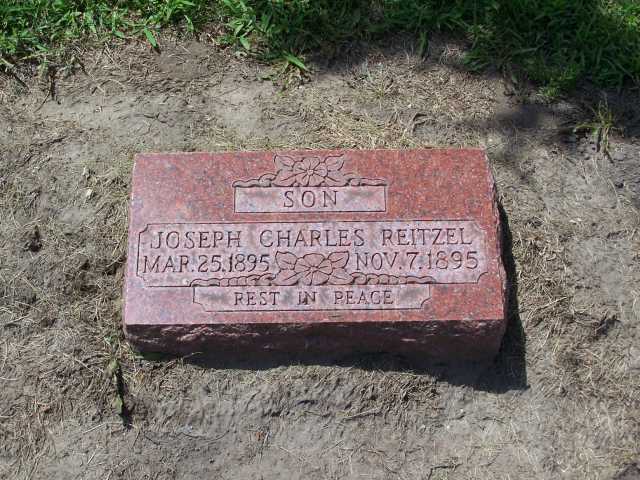 SON
JOSEPH CHARLES REITZEL
MAR.25.1895 NOV.7.1895
REST IN PEACE